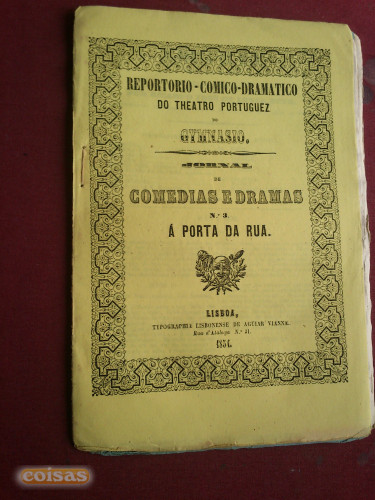 REPORTORIO-COMICO-DRAMATICO
DO THEATRO PORTUGUEZ
DO
GYMNASIO,
JORNAL
DE
COMEDIAS E DRAMAS
N.º 3.
Á PORTA DA RUA.
LISBOA,
TYPOGRAPHIA LISBONENSE DE AGUIAR VIANNA.
Rua d'Atalaya N.º 31.
1854.
coisas